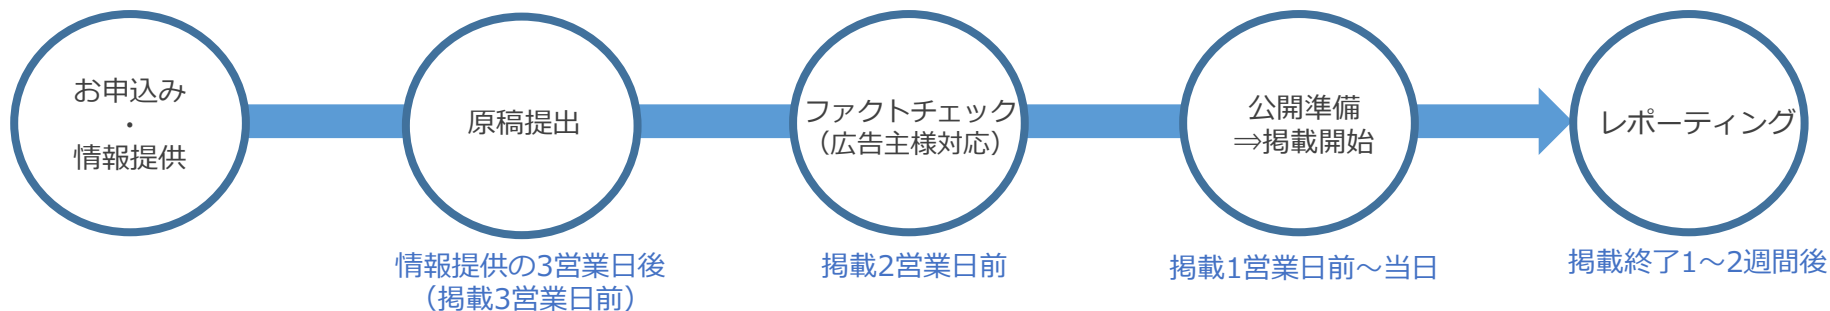 お申込み
・
情報提供
原稿提出
情報提供の3営業日後
（掲載3営業日前）
ファクトチェック
（広告主様対応）
掲載2営業日前
公開準備
⇒掲載開始
掲載1営業日前～当日
レポーティング
掲載終了1～2週間後